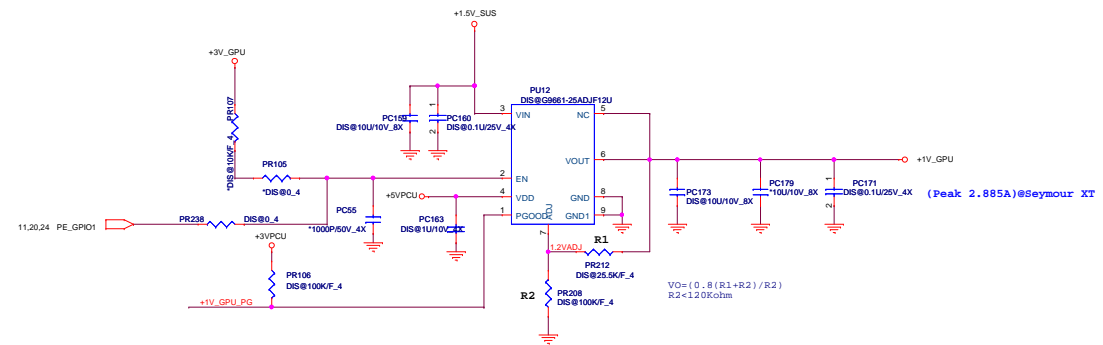 +1.5V_SUS
+3V_GPU
PR107
*DIS@10K/F_4
PR105
*DIS@0_4
11,20,24 PE_GPIO1
PR238
DIS@0_4
PC55
*1000P/50V_4X
+3VPCU
PR106
DIS@100K/F_4
+1V_GPU_PG
PC159
DIS@10U/10V_8X
1
PC160
2
DIS@0.1U/25V_4X
+5VPCU
PC163
DIS@1U/10V_4X
PU12
DIS@G9661-25ADJF12U
3 VIN
NC 5
VOUT 6
2 EN
4 VDD
1 PGOOD
ADJ
7
GND 8
GND1 9
1.2VADJ
R1
PR212
DIS@25.5K/F_4
R2
PR208
DIS@100K/F_4
VO=(0.8(R1+R2)/R2)
R2<120Kohm
PC173
DIS@10U/10V_8X
PC179
*10U/10V_8X
1
PC171
2
DIS@0.1U/25V_4X
+1V_GPU
(Peak 2.885A)@Seymour XT